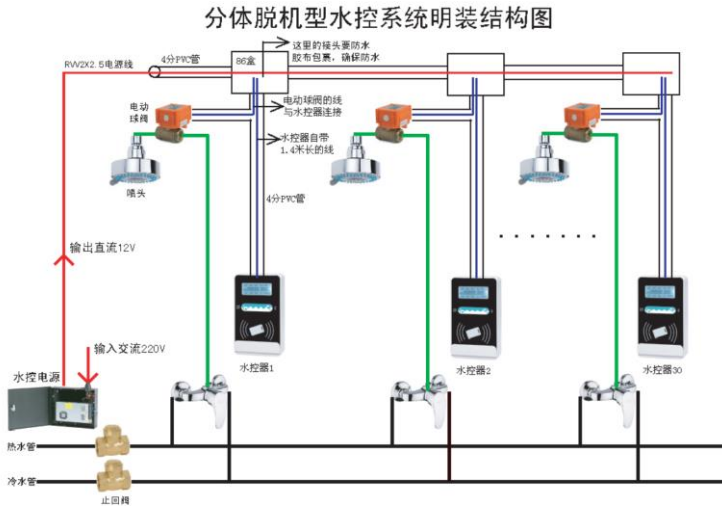 分体脱机型水控系统明装结构图
RVV2X2.5电源线
4分PVC管
86盒
这里的接头要防水
胶布包裹，确保防水
电动
球阀
电动球阀的线
与水控器连接
水控器自带
1.4米长的线
喷头
4分PVC管
输出直流12V
.......
输入交流220V
水控电源
水控器1
水控器2
水控器30
热水管
冷水管
止回阀